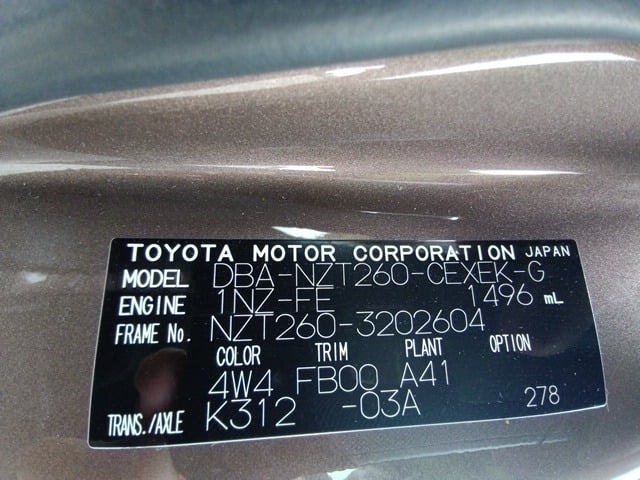 TOYOTA MOTOR CORPORATION JAPAN
MODEL DBA-NZT260-CEXEK-G
ENGINE 1NZ-FE 1496 mL
FRAME No. NZT260-3202604
COLOR TRIM PLANT OPTION
4W4 FB00 A41
TRANS./AXLE K312 -03A 278